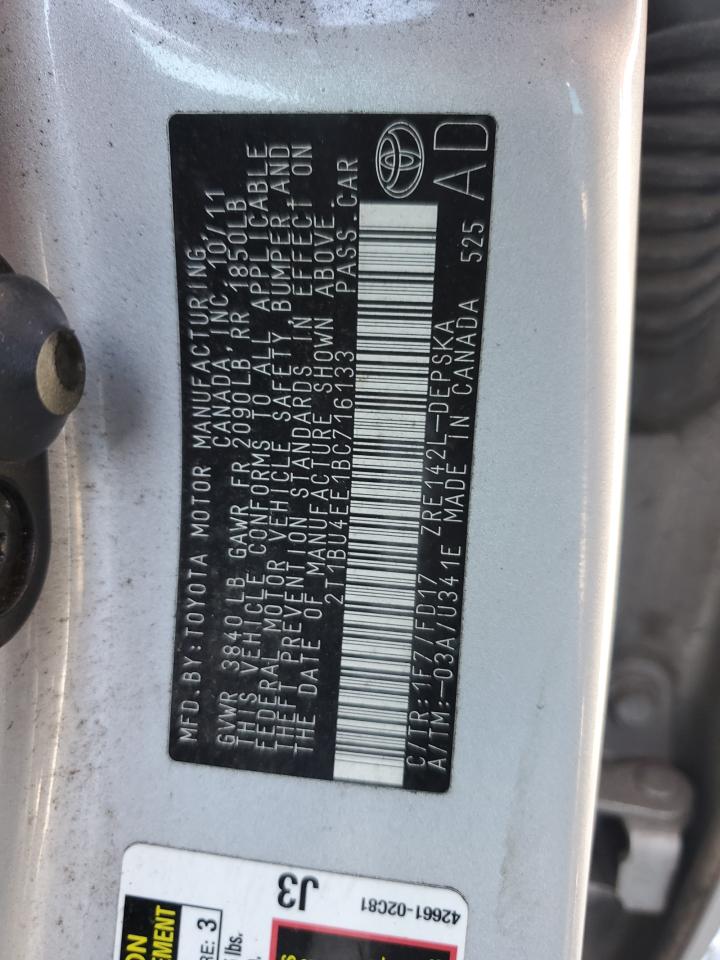 MFD.BY:TOYOTA MOTOR MANUFACTURING
CANADA, INC. 10/11
GVWR 3840LB GAWR FR 2090LB, RR 1850LB
THIS VEHICLE CONFORMS TO ALL APPLICABLE
FEDERAL MOTOR VEHICLE SAFETY, BUMPER, AND
THEFT PREVENTION STANDARDS IN EFFECT ON
THE DATE OF MANUFACTURE SHOWN ABOVE.
2T1BU4EE1BC716133 PASS.CAR
C/TR:1F7/FD17 ZRE142L-DEPSKA
A/TM:-03A/U341E MADE IN CANADA 525
AD
J3
42661-02C81
3
lbs.